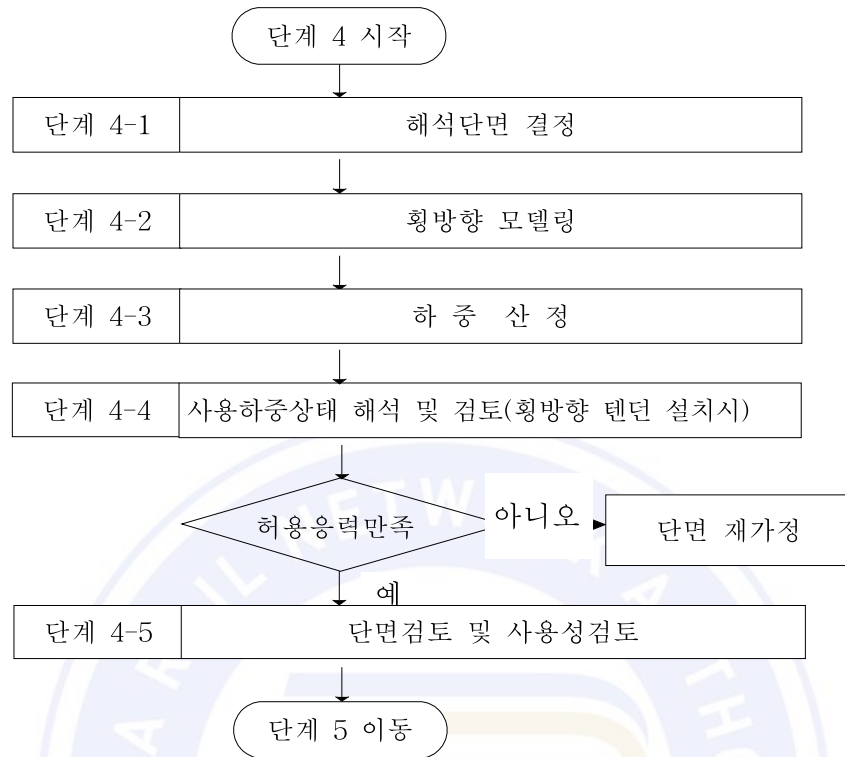 단계 4 시작
단계 4-1 해석단면 결정
단계 4-2 횡방향 모델링
단계 4-3 하 중 산 정
단계 4-4 사용하중상태 해석 및 검토(횡방향 텐던 설치시)
허용응력만족
아니오
단면 재가정
예
단계 4-5 단면검토 및 사용성검토
단계 5 이동